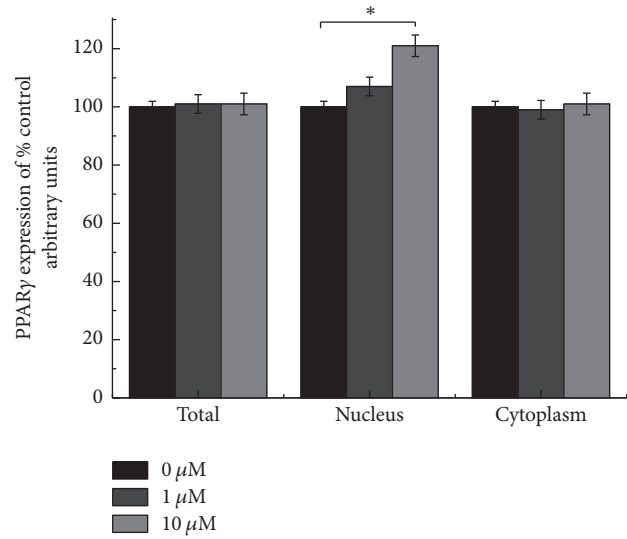 *
PPARγ expression of % control
arbitrary units
120
100
80
60
40
20
0
Total Nucleus Cytoplasm
0 μM
1 μM
10 μM